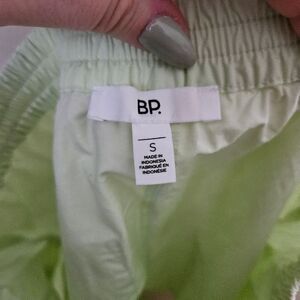 BP.
S
MADE IN
INDONESIA
FABRIQUÉ EN
INDONÉSIE